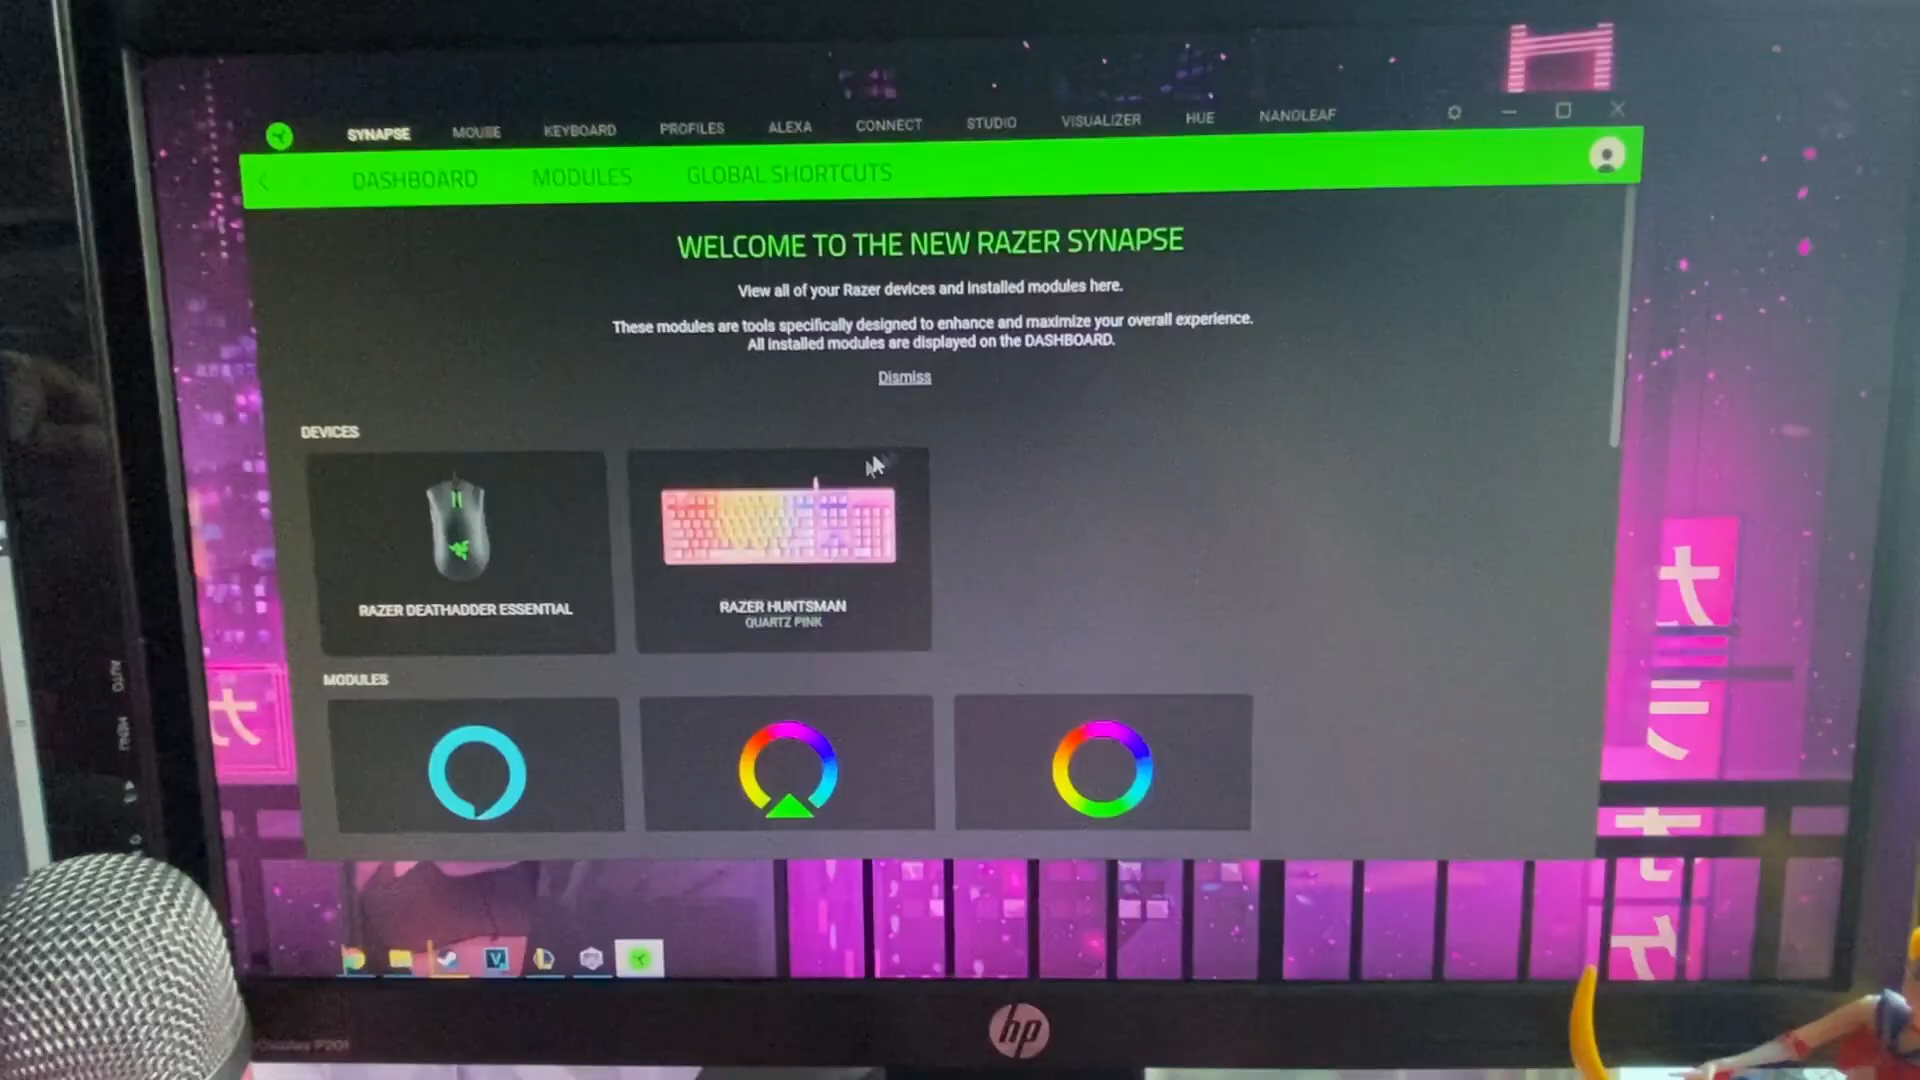 SYNAPSE MOUSE KEYBOARD PROFILES ALEXA CONNECT STUDIO VISUALIZER HUE NANOLEAF
DASHBOARD MODULES GLOBAL SHORTCUTS
WELCOME TO THE NEW RAZER SYNAPSE
View all of your Razer devices and installed modules here.
These modules are tools specifically designed to enhance and maximize your overall experience.
All installed modules are displayed on the DASHBOARD.
Dismiss
DEVICES
RAZER DEATHADDER ESSENTIAL
RAZER HUNTSMAN
QUARTZ PINK
MODULES
AUTO
MENU
hp